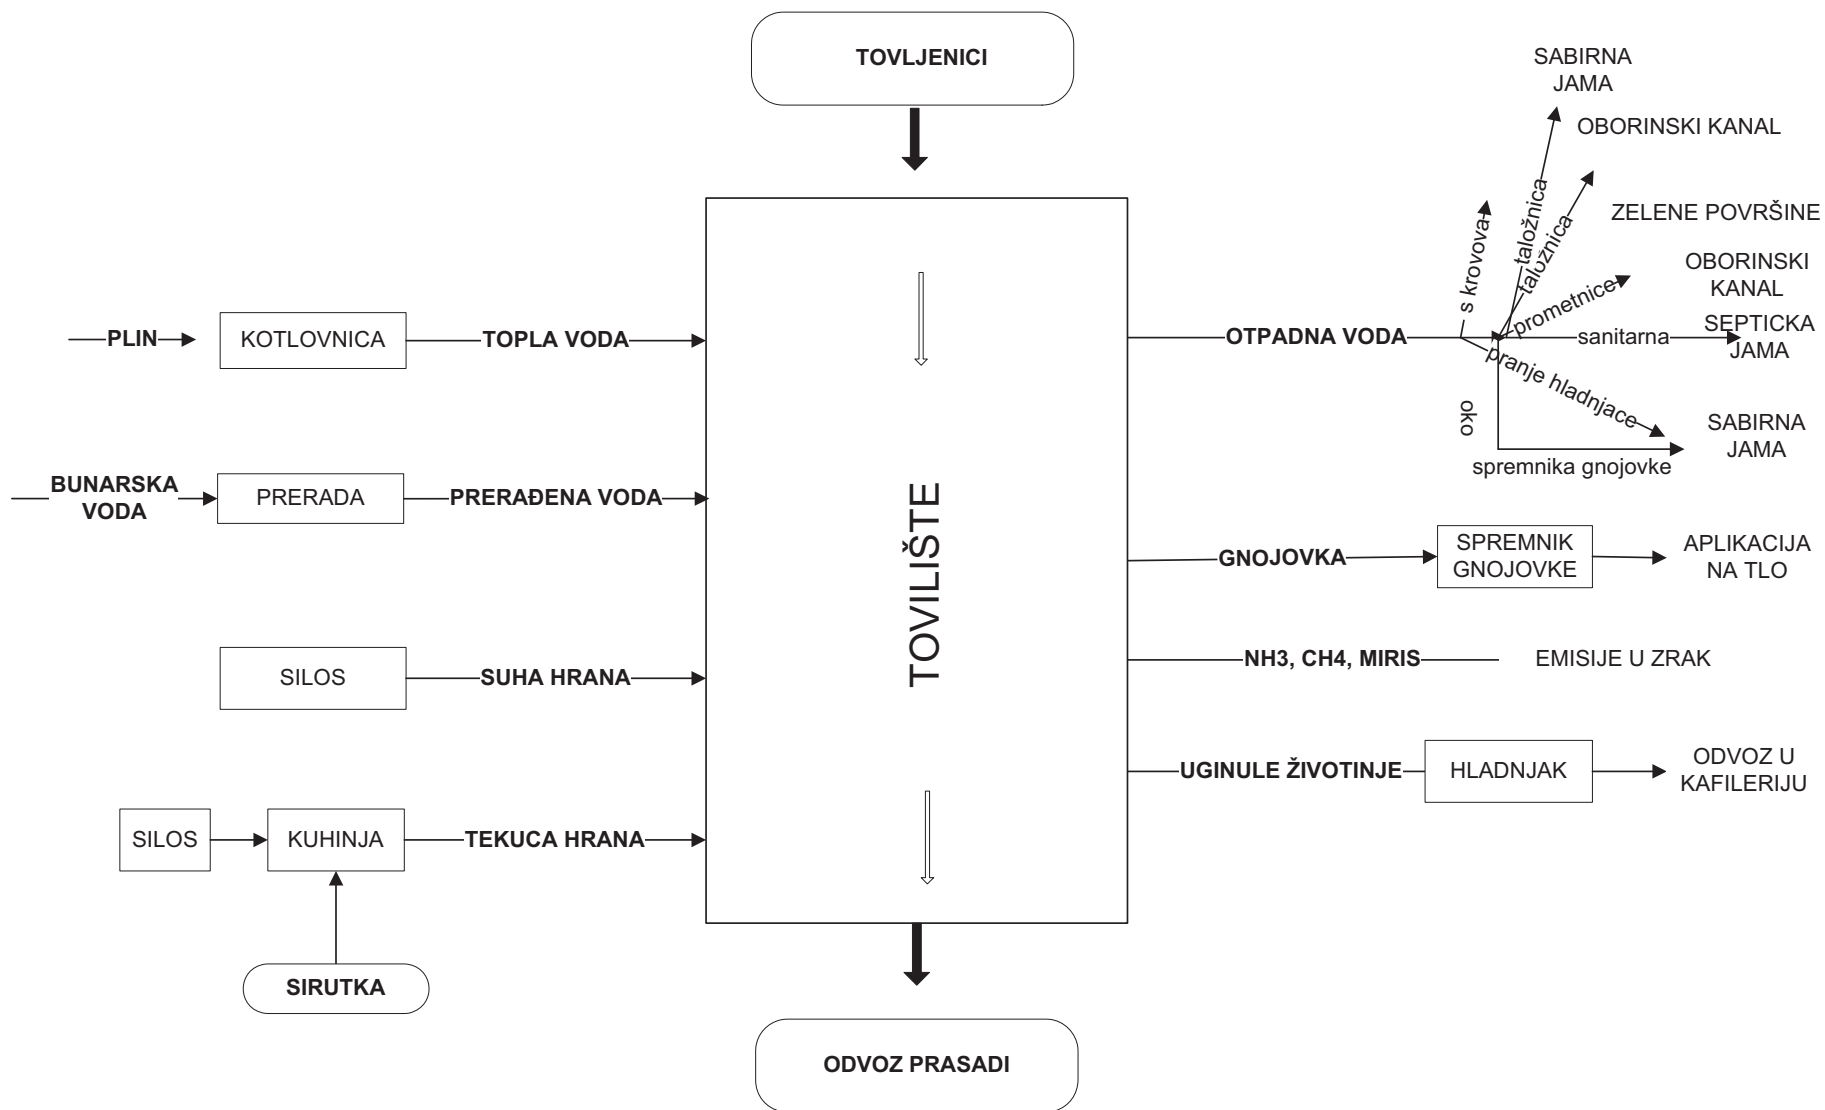 TOVLJENICI
SABIRNA
JAMA
OBORINSKI KANAL
ZELENE POVRŠINE
OBORINSKI
KANAL
SEPTICKA
JAMA
SABIRNA
JAMA
s krovova
taložnica
taložnica
prometnice
sanitarna
pranje hladnjace
oko
spremnika gnojovke
PLIN
KOTLOVNICA
TOPLA VODA
OTPADNA VODA
BUNARSKA
VODA
PRERADA
PRERAĐENA VODA
TOVILIŠTE
GNOJOVKA
SPREMNIK
GNOJOVKE
APLIKACIJA
NA TLO
SILOS
SUHA HRANA
NH3, CH4, MIRIS
EMISIJE U ZRAK
UGINULE ŽIVOTINJE
HLADNJAK
ODVOZ U
KAFILERIJU
SILOS
KUHINJA
TEKUCA HRANA
SIRUTKA
ODVOZ PRASADI